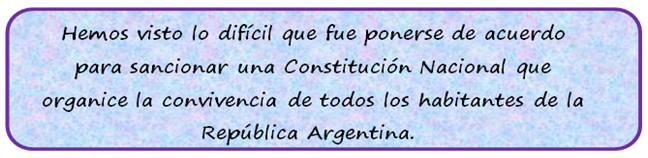 Hemos visto lo difícil que fue ponerse de acuerdo
para sancionar una Constitución Nacional que
organice la convivencia de todos los habitantes de la
República Argentina.